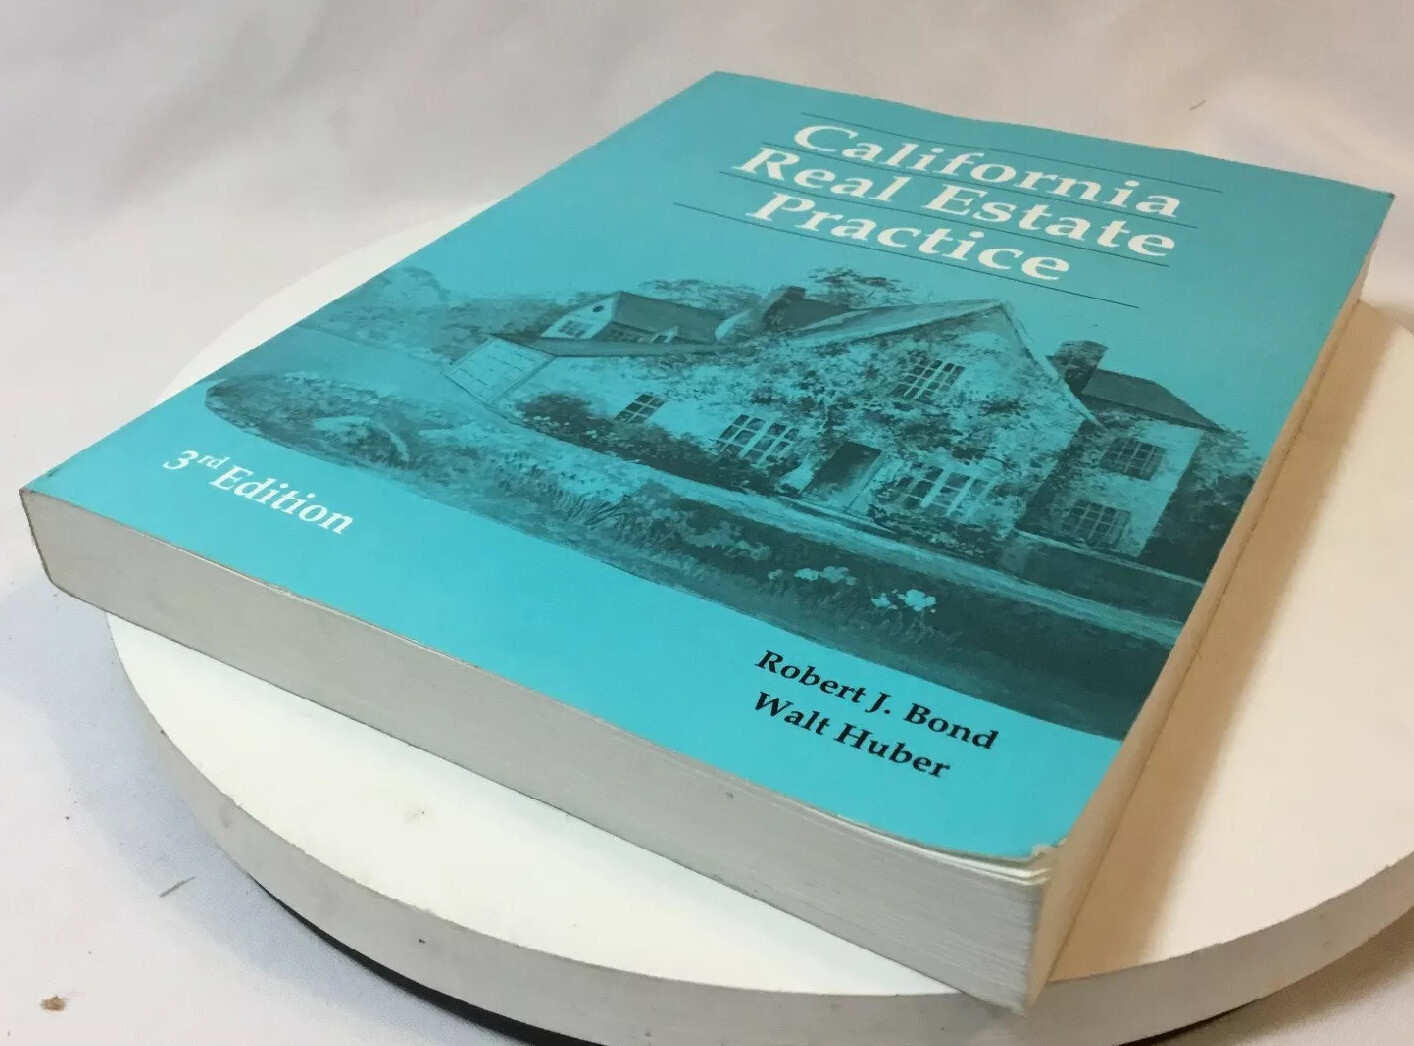 California
Real Estate
Practice
3rd Edition
Robert J. Bond
Walt Huber